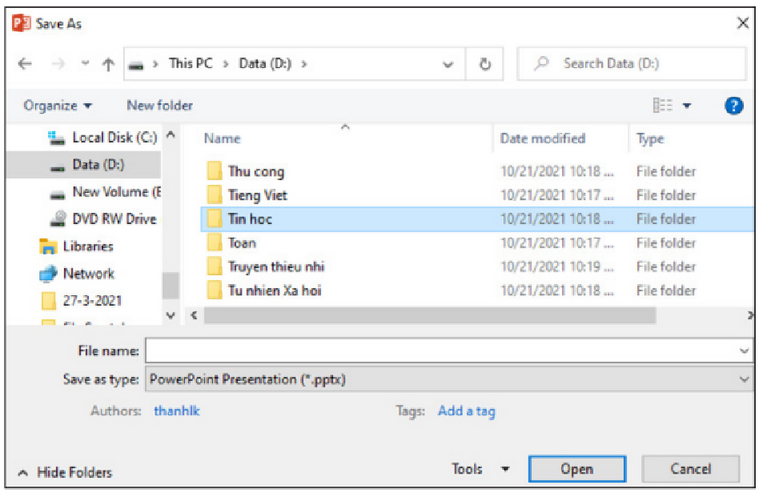 Save As
This PC > Data (D:) >
Search Data (D:)
Organize
New folder
Local Disk (C:)
Data (D:)
New Volume (E
DVD RW Drive
Libraries
Network
27-3-2021
Name Date modified Type
Thu cong 10/21/2021 10:18 ... File folder
Tieng Viet 10/21/2021 10:17 ... File folder
Tin hoc 10/21/2021 10:18 ... File folder
Toan 10/21/2021 10:17 ... File folder
Truyen thieu nhi 10/21/2021 10:19 ... File folder
Tu nhien Xa hoi 10/21/2021 10:18 ... File folder
File name:
Save as type: PowerPoint Presentation (*.pptx)
Authors: thanhlk Tags: Add a tag
Hide Folders Tools Open Cancel